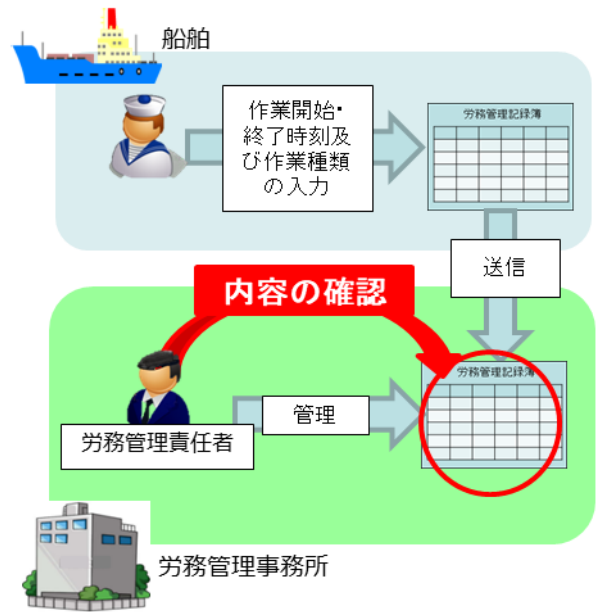 船舶
作業開始・
終了時刻及
び作業種類
の入力
労務管理記録簿
送信
内容の確認
労務管理記録簿
管理
労務管理責任者
労務管理事務所